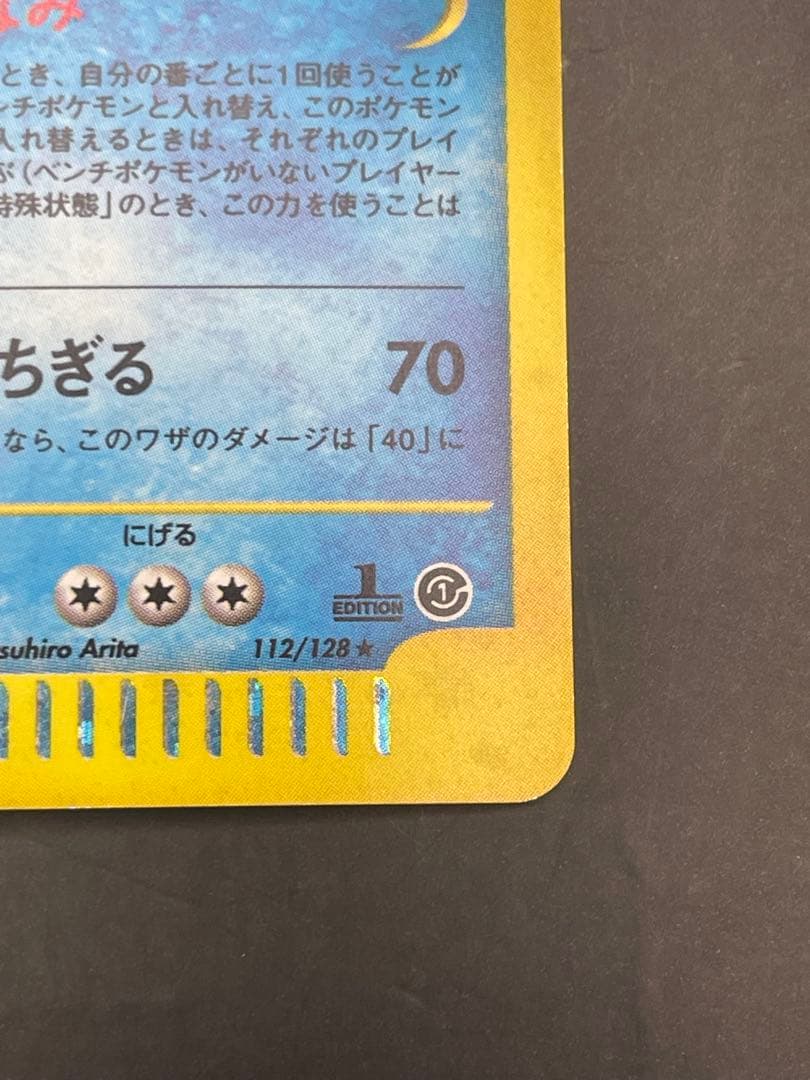 なみ
とき、自分の番ごとに1回使うことが
ンチポケモンと入れ替え、このポケモン
入れ替えるときは、それぞれのプレイ
ぶ(ベンチポケモンがいないプレイヤー
特殊状態」のとき、この力を使うことは
ちぎる 70
なら、このワザのダメージは「40」に
にげる
1
EDITION
1
suhiro Arita
112/128★